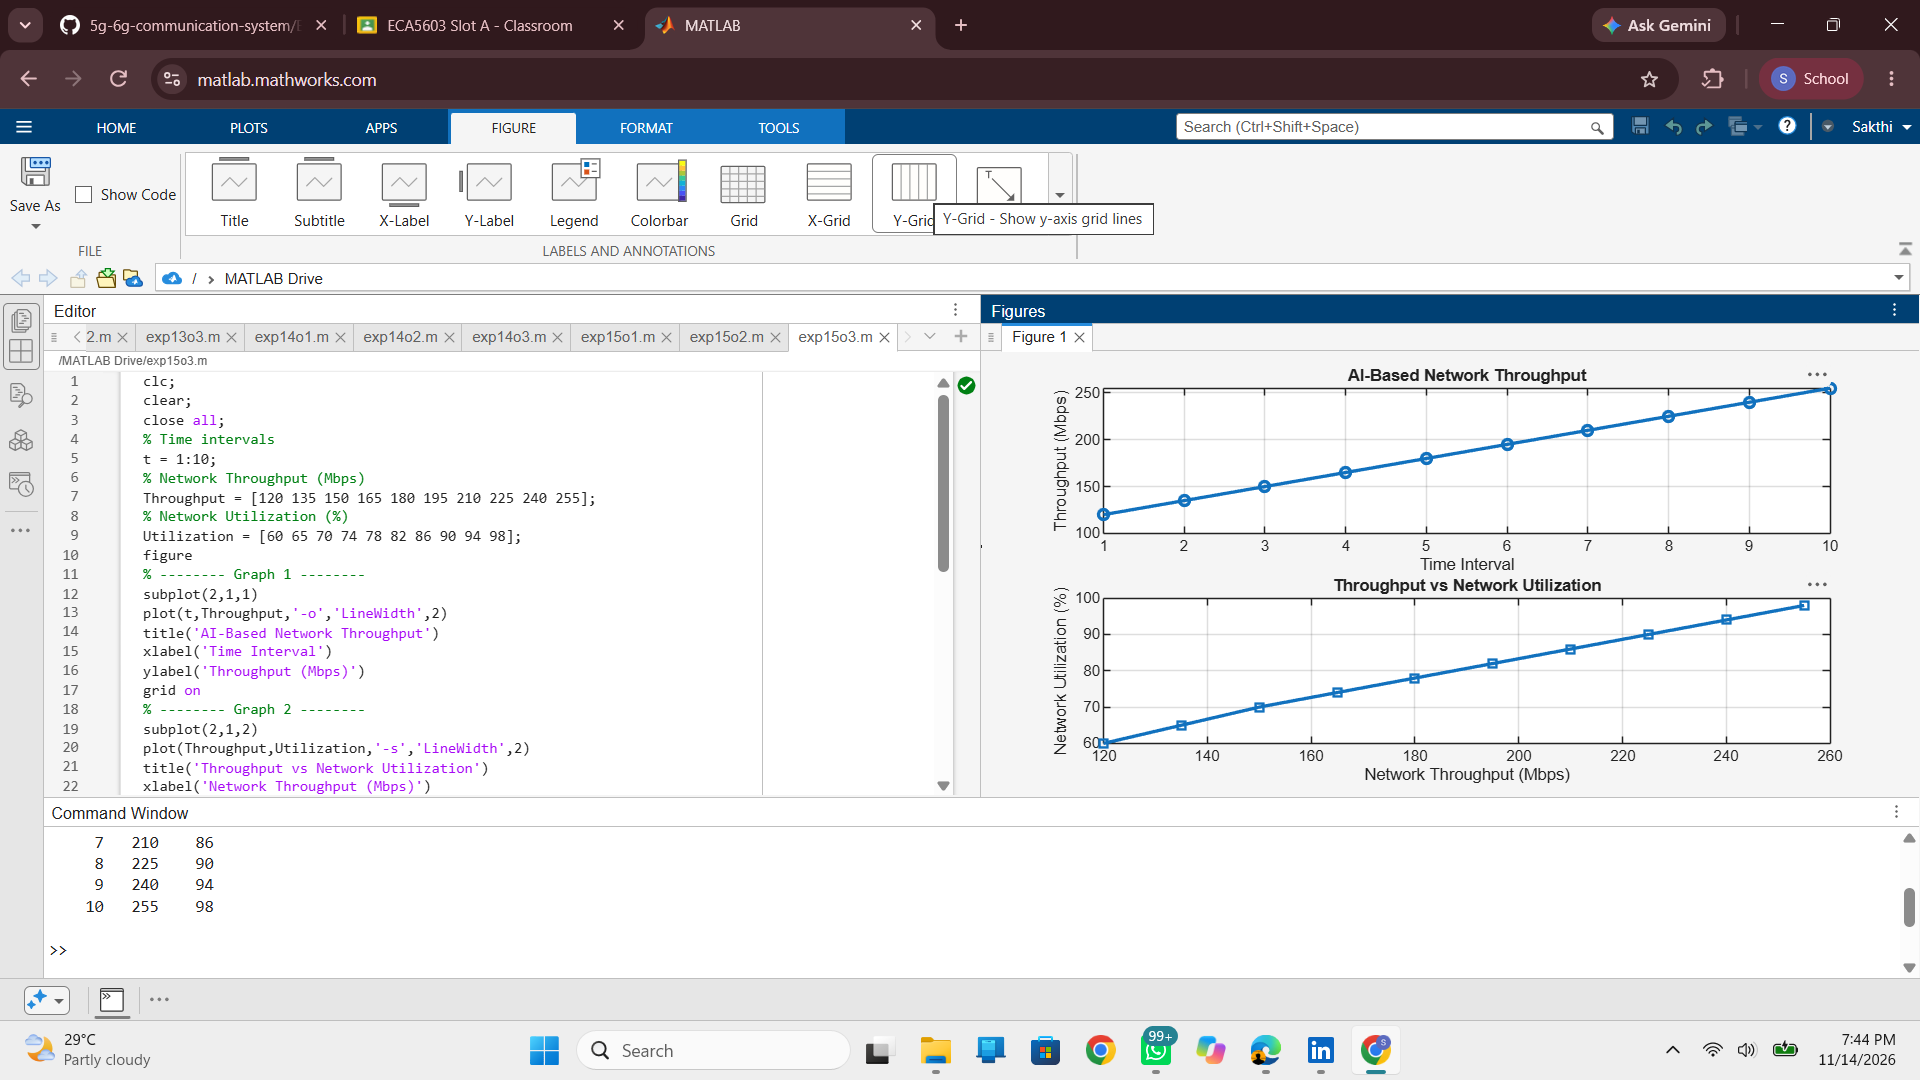 5g-6g-communication-system/
ECA5603 Slot A - Classroom
MATLAB
Ask Gemini
matlab.mathworks.com
S School
HOME PLOTS APPS FIGURE FORMAT TOOLS
Search (Ctrl+Shift+Space)
Sakthi
Save As
Show Code
Title Subtitle X-Label Y-Label Legend Colorbar Grid X-Grid Y-Grid
Y-Grid - Show y-axis grid lines
FILE LABELS AND ANNOTATIONS
/ › MATLAB Drive
Editor
2.m exp13o3.m exp14o1.m exp14o2.m exp14o3.m exp15o1.m exp15o2.m exp15o3.m
/MATLAB Drive/exp15o3.m
1 clc;
2 clear;
3 close all;
4 % Time intervals
5 t = 1:10;
6 % Network Throughput (Mbps)
7 Throughput = [120 135 150 165 180 195 210 225 240 255];
8 % Network Utilization (%)
9 Utilization = [60 65 70 74 78 82 86 90 94 98];
10 figure
11 % -------- Graph 1 --------
12 subplot(2,1,1)
13 plot(t,Throughput,'-o','LineWidth',2)
14 title('AI-Based Network Throughput')
15 xlabel('Time Interval')
16 ylabel('Throughput (Mbps)')
17 grid on
18 % -------- Graph 2 --------
19 subplot(2,1,2)
20 plot(Throughput,Utilization,'-s','LineWidth',2)
21 title('Throughput vs Network Utilization')
22 xlabel('Network Throughput (Mbps)')
Figures
Figure 1
AI-Based Network Throughput
Throughput (Mbps)
250
200
150
100
1 2 3 4 5 6 7 8 9 10
Time Interval
Throughput vs Network Utilization
Network Utilization (%)
100
90
80
70
60
120 140 160 180 200 220 240 260
Network Throughput (Mbps)
Command Window
7 210 86
8 225 90
9 240 94
10 255 98
>>
29°C
Partly cloudy
Search
99+
7:44 PM
11/14/2026